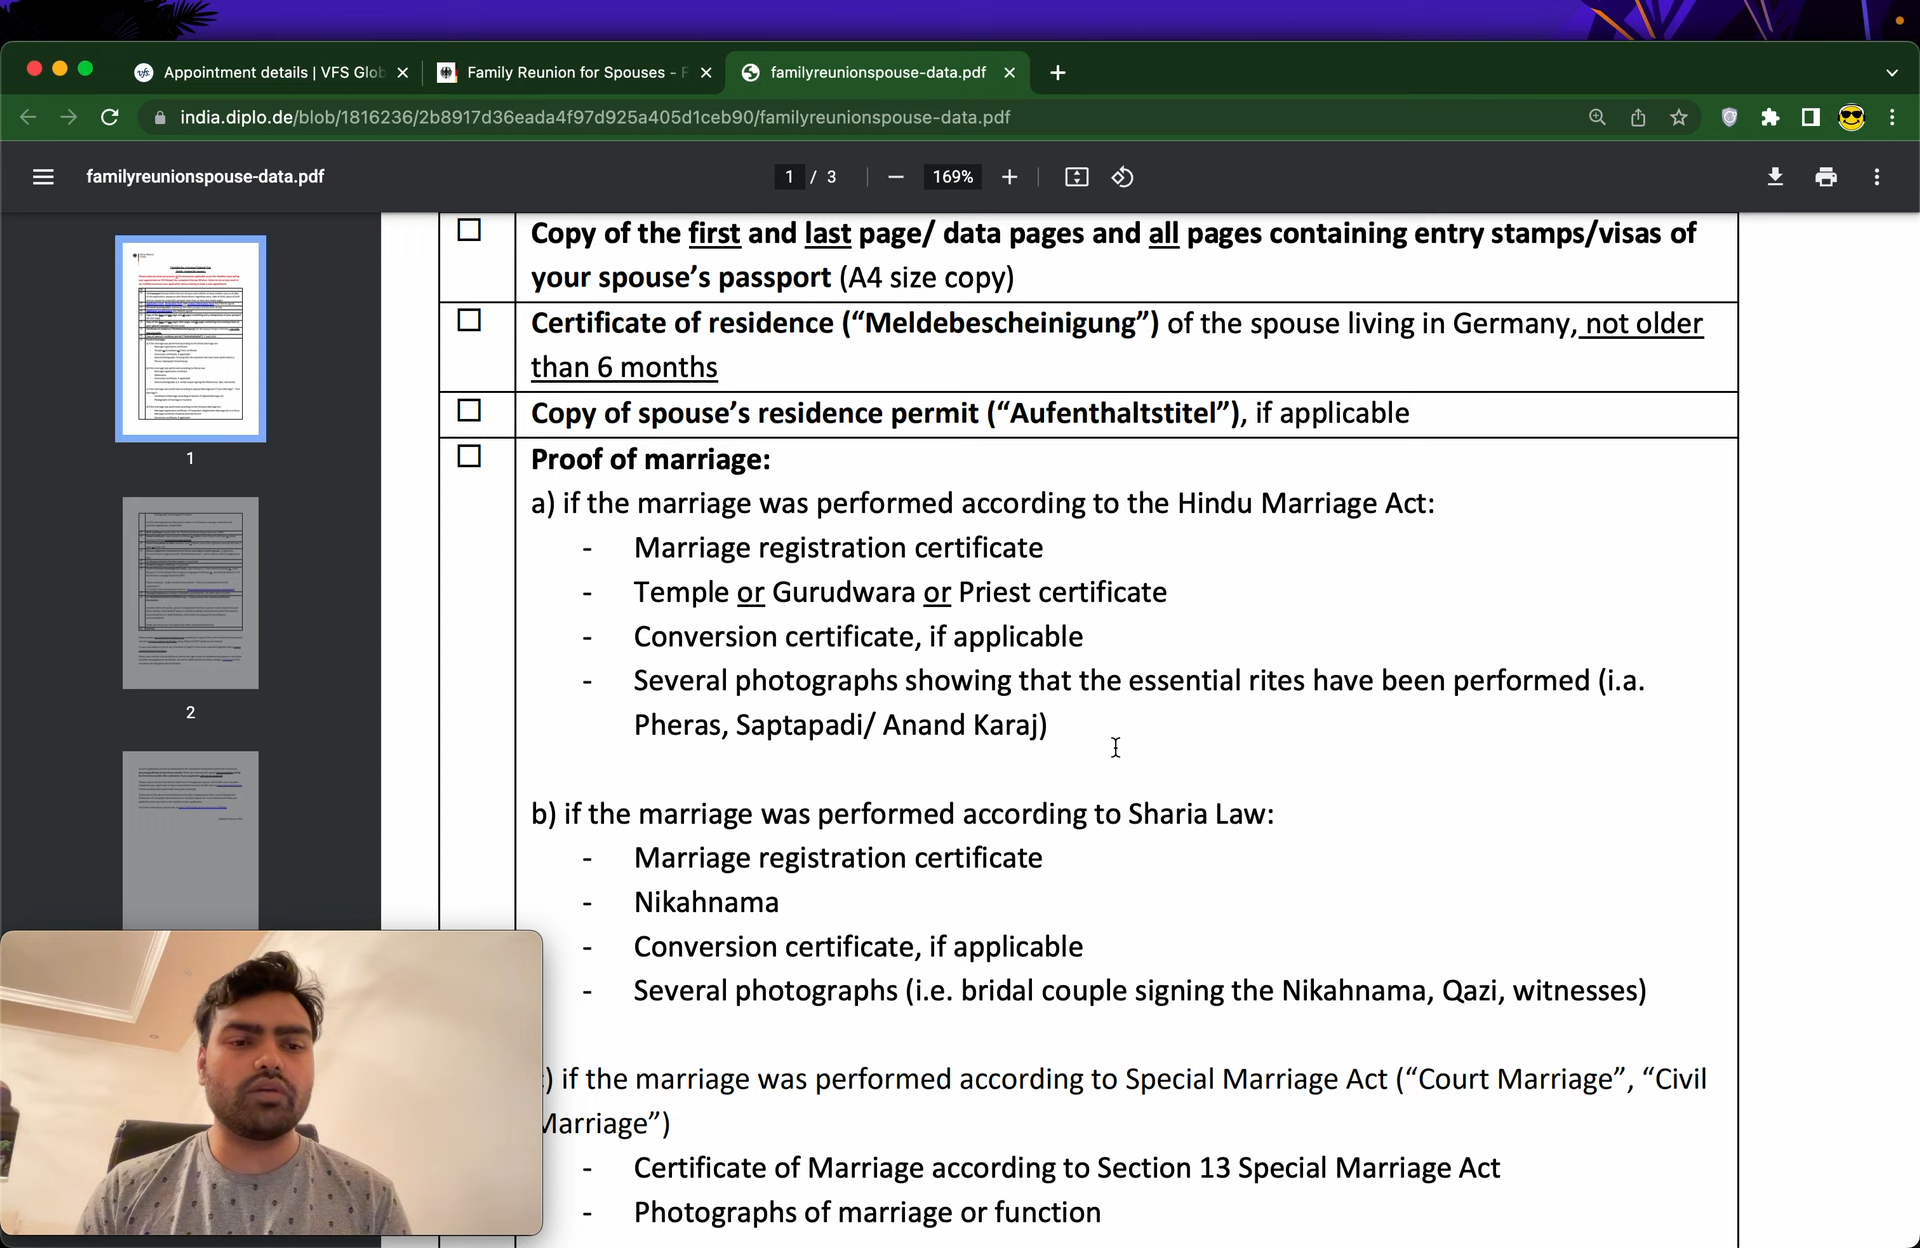 Appointment details | VFS Glob
Family Reunion for Spouses - F
familyreunionspouse-data.pdf
india.diplo.de/blob/1816236/2b8917d36eada4f97d925a405d1ceb90/familyreunionspouse-data.pdf
familyreunionspouse-data.pdf
1 / 3
169%
Copy of the first and last page/ data pages and all pages containing entry stamps/visas of
your spouse's passport (A4 size copy)
Certificate of residence (“Meldebescheinigung”) of the spouse living in Germany, not older
than 6 months
Copy of spouse’s residence permit (“Aufenthaltstitel”), if applicable
Proof of marriage:
a) if the marriage was performed according to the Hindu Marriage Act:
- Marriage registration certificate
- Temple or Gurudwara or Priest certificate
- Conversion certificate, if applicable
- Several photographs showing that the essential rites have been performed (i.a.
Pheras, Saptapadi/ Anand Karaj)
b) if the marriage was performed according to Sharia Law:
- Marriage registration certificate
- Nikahnama
- Conversion certificate, if applicable
- Several photographs (i.e. bridal couple signing the Nikahnama, Qazi, witnesses)
) if the marriage was performed according to Special Marriage Act (“Court Marriage”, “Civil
Marriage”)
- Certificate of Marriage according to Section 13 Special Marriage Act
- Photographs of marriage or function
1
2